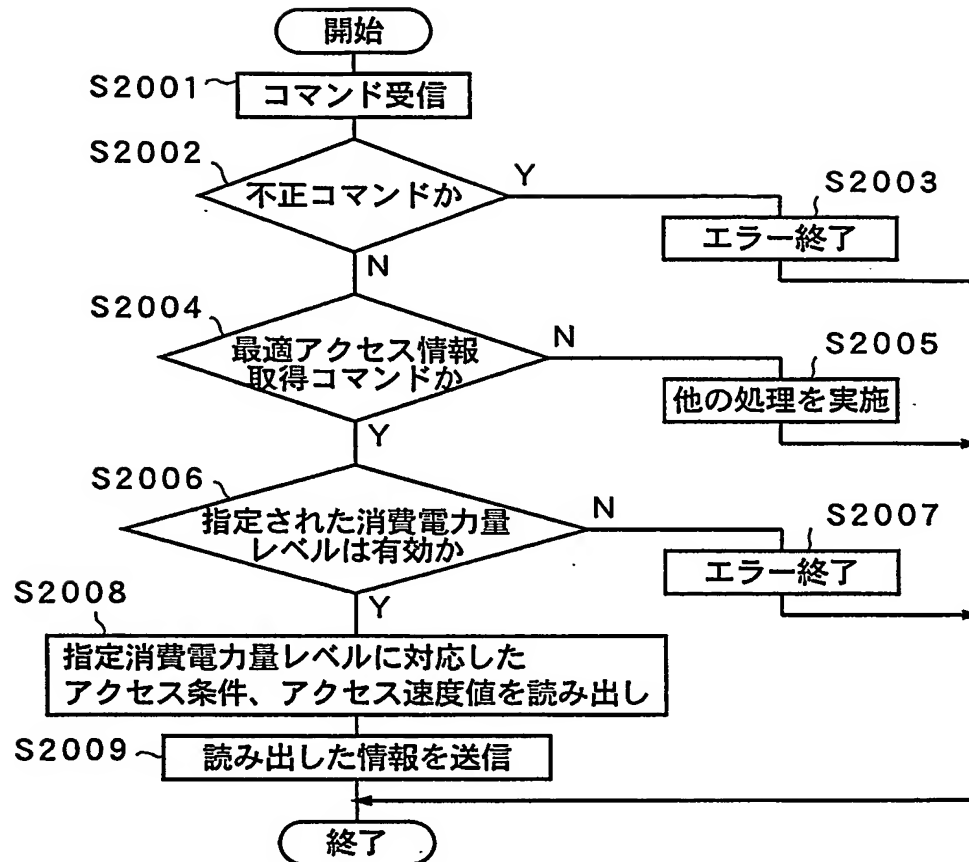 開始
S2001
コマンド受信
S2002
不正コマンドか
Y
S2003
エラー終了
N
S2004
最適アクセス情報
取得コマンドか
N
S2005
他の処理を実施
Y
S2006
指定された消費電力量
レベルは有効か
N
S2007
エラー終了
Y
S2008
指定消費電力量レベルに対応した
アクセス条件、アクセス速度値を読み出し
S2009
読み出した情報を送信
終了